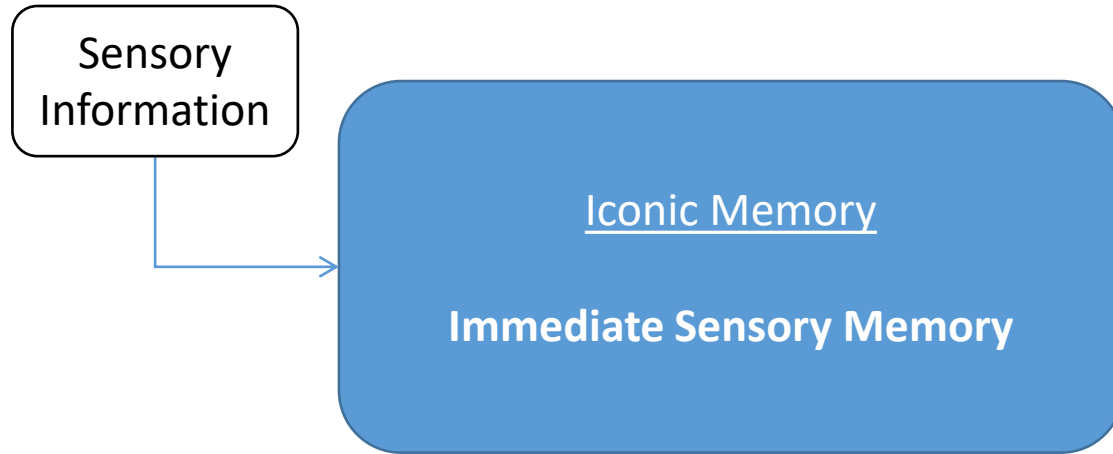 Sensory
Information
Iconic Memory
Immediate Sensory Memory